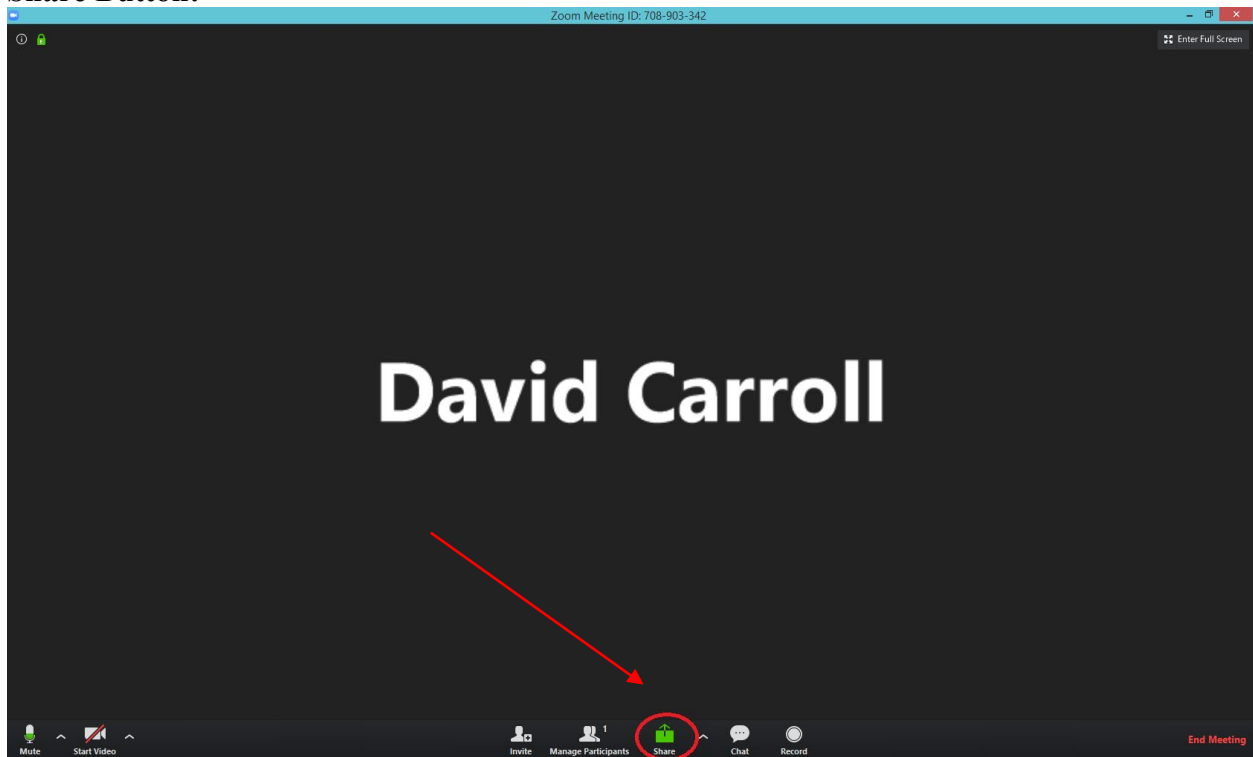 Share Button.
Zoom Meeting ID: 708-903-342
Enter Full Screen
David Carroll
Mute
Start Video
Invite
1
Manage Participants
Share
Chat
Record
End Meeting